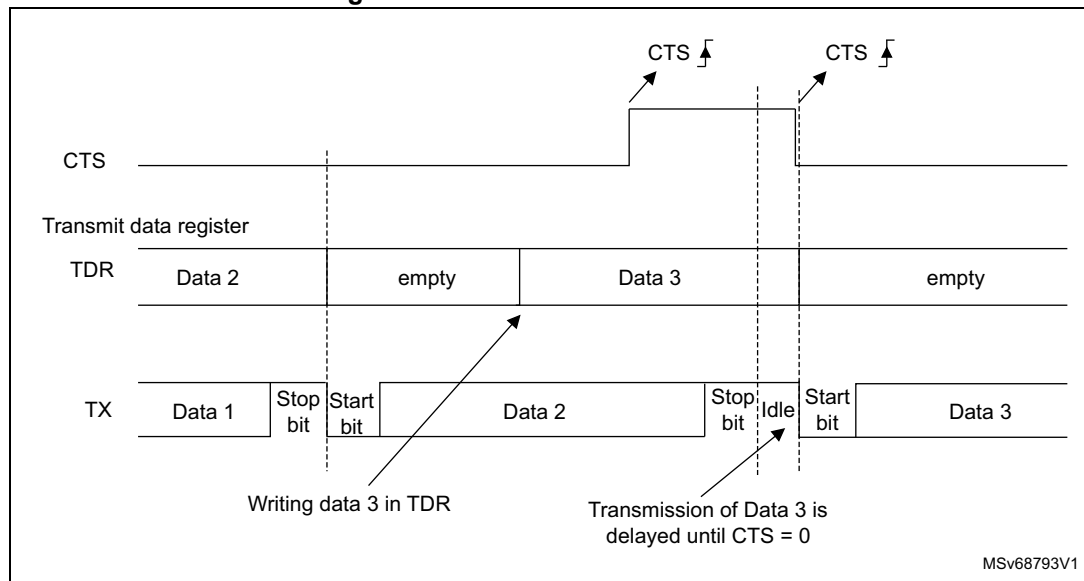 CTS
CTS
CTS
Transmit data register
TDR
Data 2
empty
Data 3
empty
TX
Data 1
Stop
bit
Start
bit
Data 2
Stop
bit
Idle
Start
bit
Data 3
Writing data 3 in TDR
Transmission of Data 3 is
delayed until CTS = 0
MSv68793V1